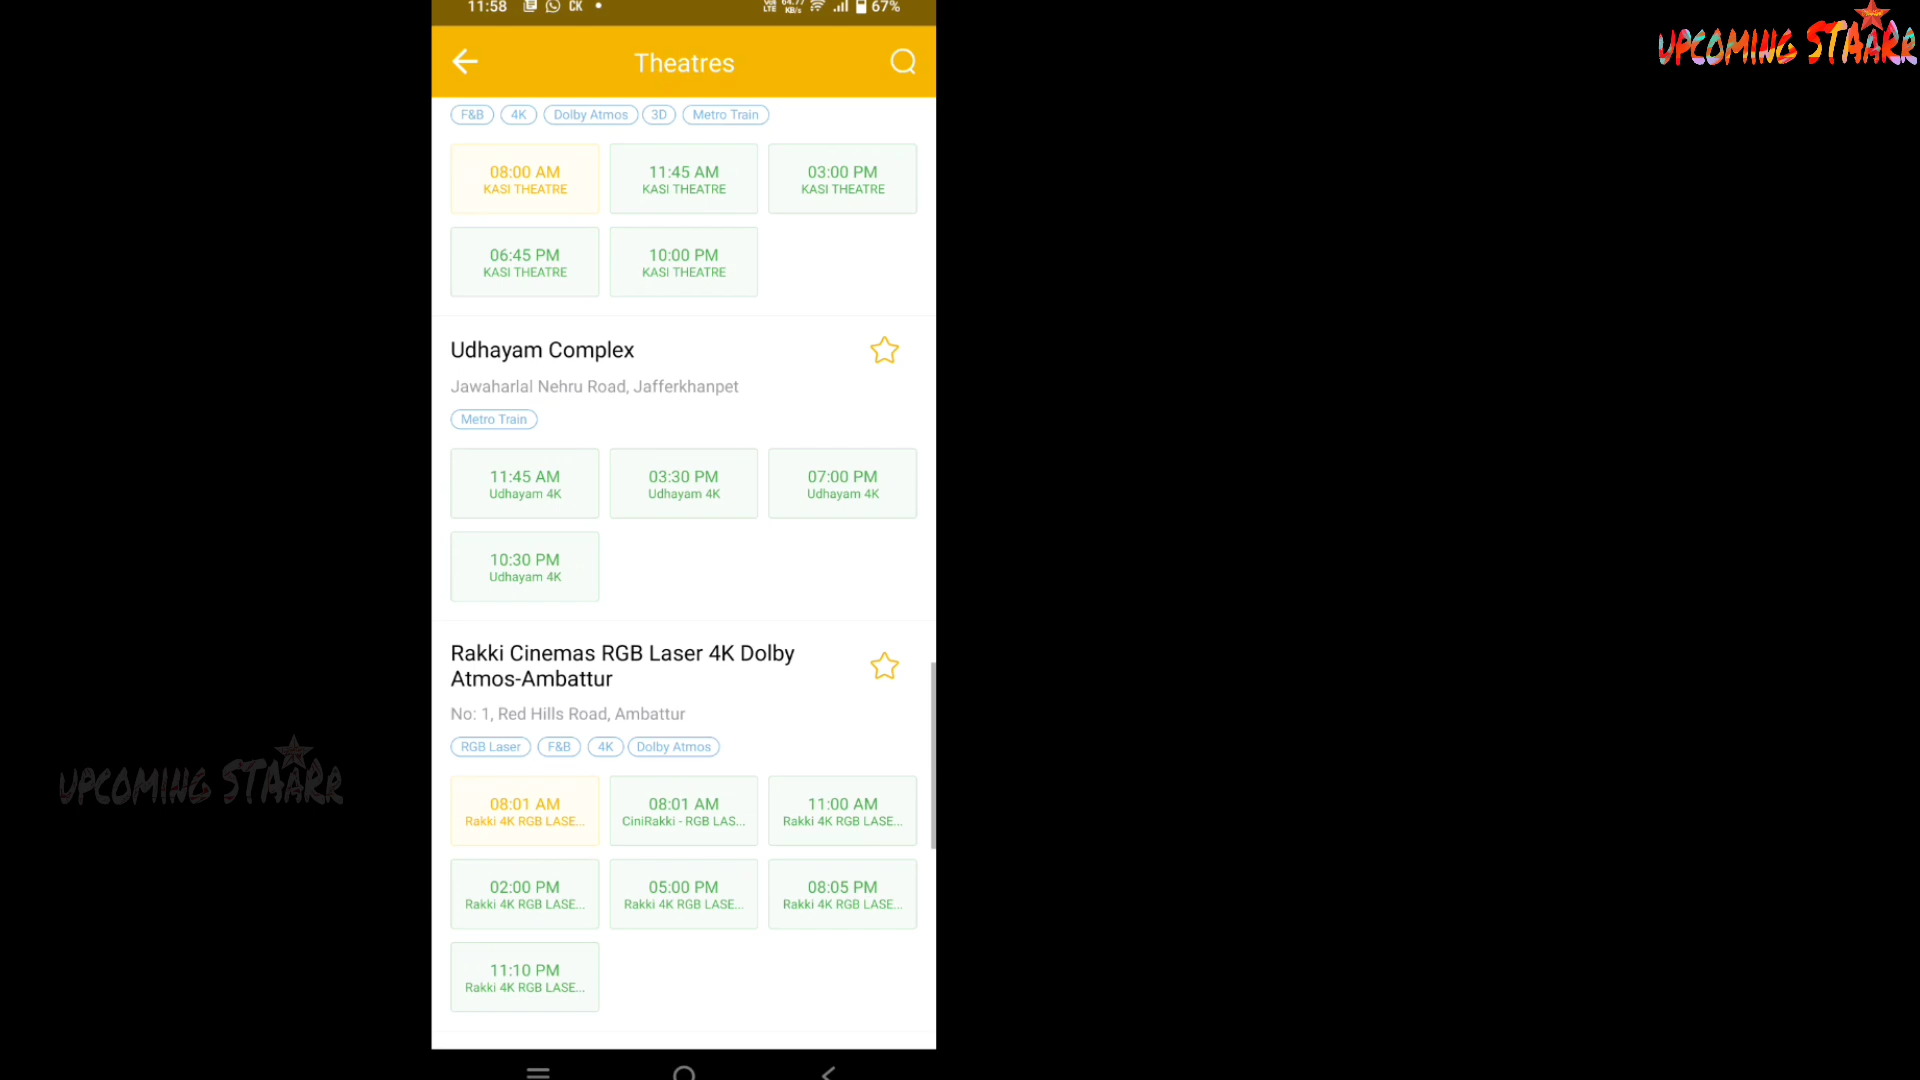 11:58 CK 67%
UPCOMING STAARR
Theatres
F&B 4K Dolby Atmos 3D Metro Train
08:00 AM 11:45 AM 03:00 PM
KASI THEATRE KASI THEATRE KASI THEATRE
06:45 PM 10:00 PM
KASI THEATRE KASI THEATRE
Udhayam Complex
Jawaharlal Nehru Road, Jafferkhanpet
Metro Train
11:45 AM 03:30 PM 07:00 PM
Udhayam 4K Udhayam 4K Udhayam 4K
10:30 PM
Udhayam 4K
Rakki Cinemas RGB Laser 4K Dolby
Atmos-Ambattur
No: 1, Red Hills Road, Ambattur
RGB Laser F&B 4K Dolby Atmos
UPCOMING STAARR
08:01 AM 08:01 AM 11:00 AM
Rakki 4K RGB LASE... CiniRakki - RGB LAS... Rakki 4K RGB LASE...
02:00 PM 05:00 PM 08:05 PM
Rakki 4K RGB LASE... Rakki 4K RGB LASE... Rakki 4K RGB LASE...
11:10 PM
Rakki 4K RGB LASE...